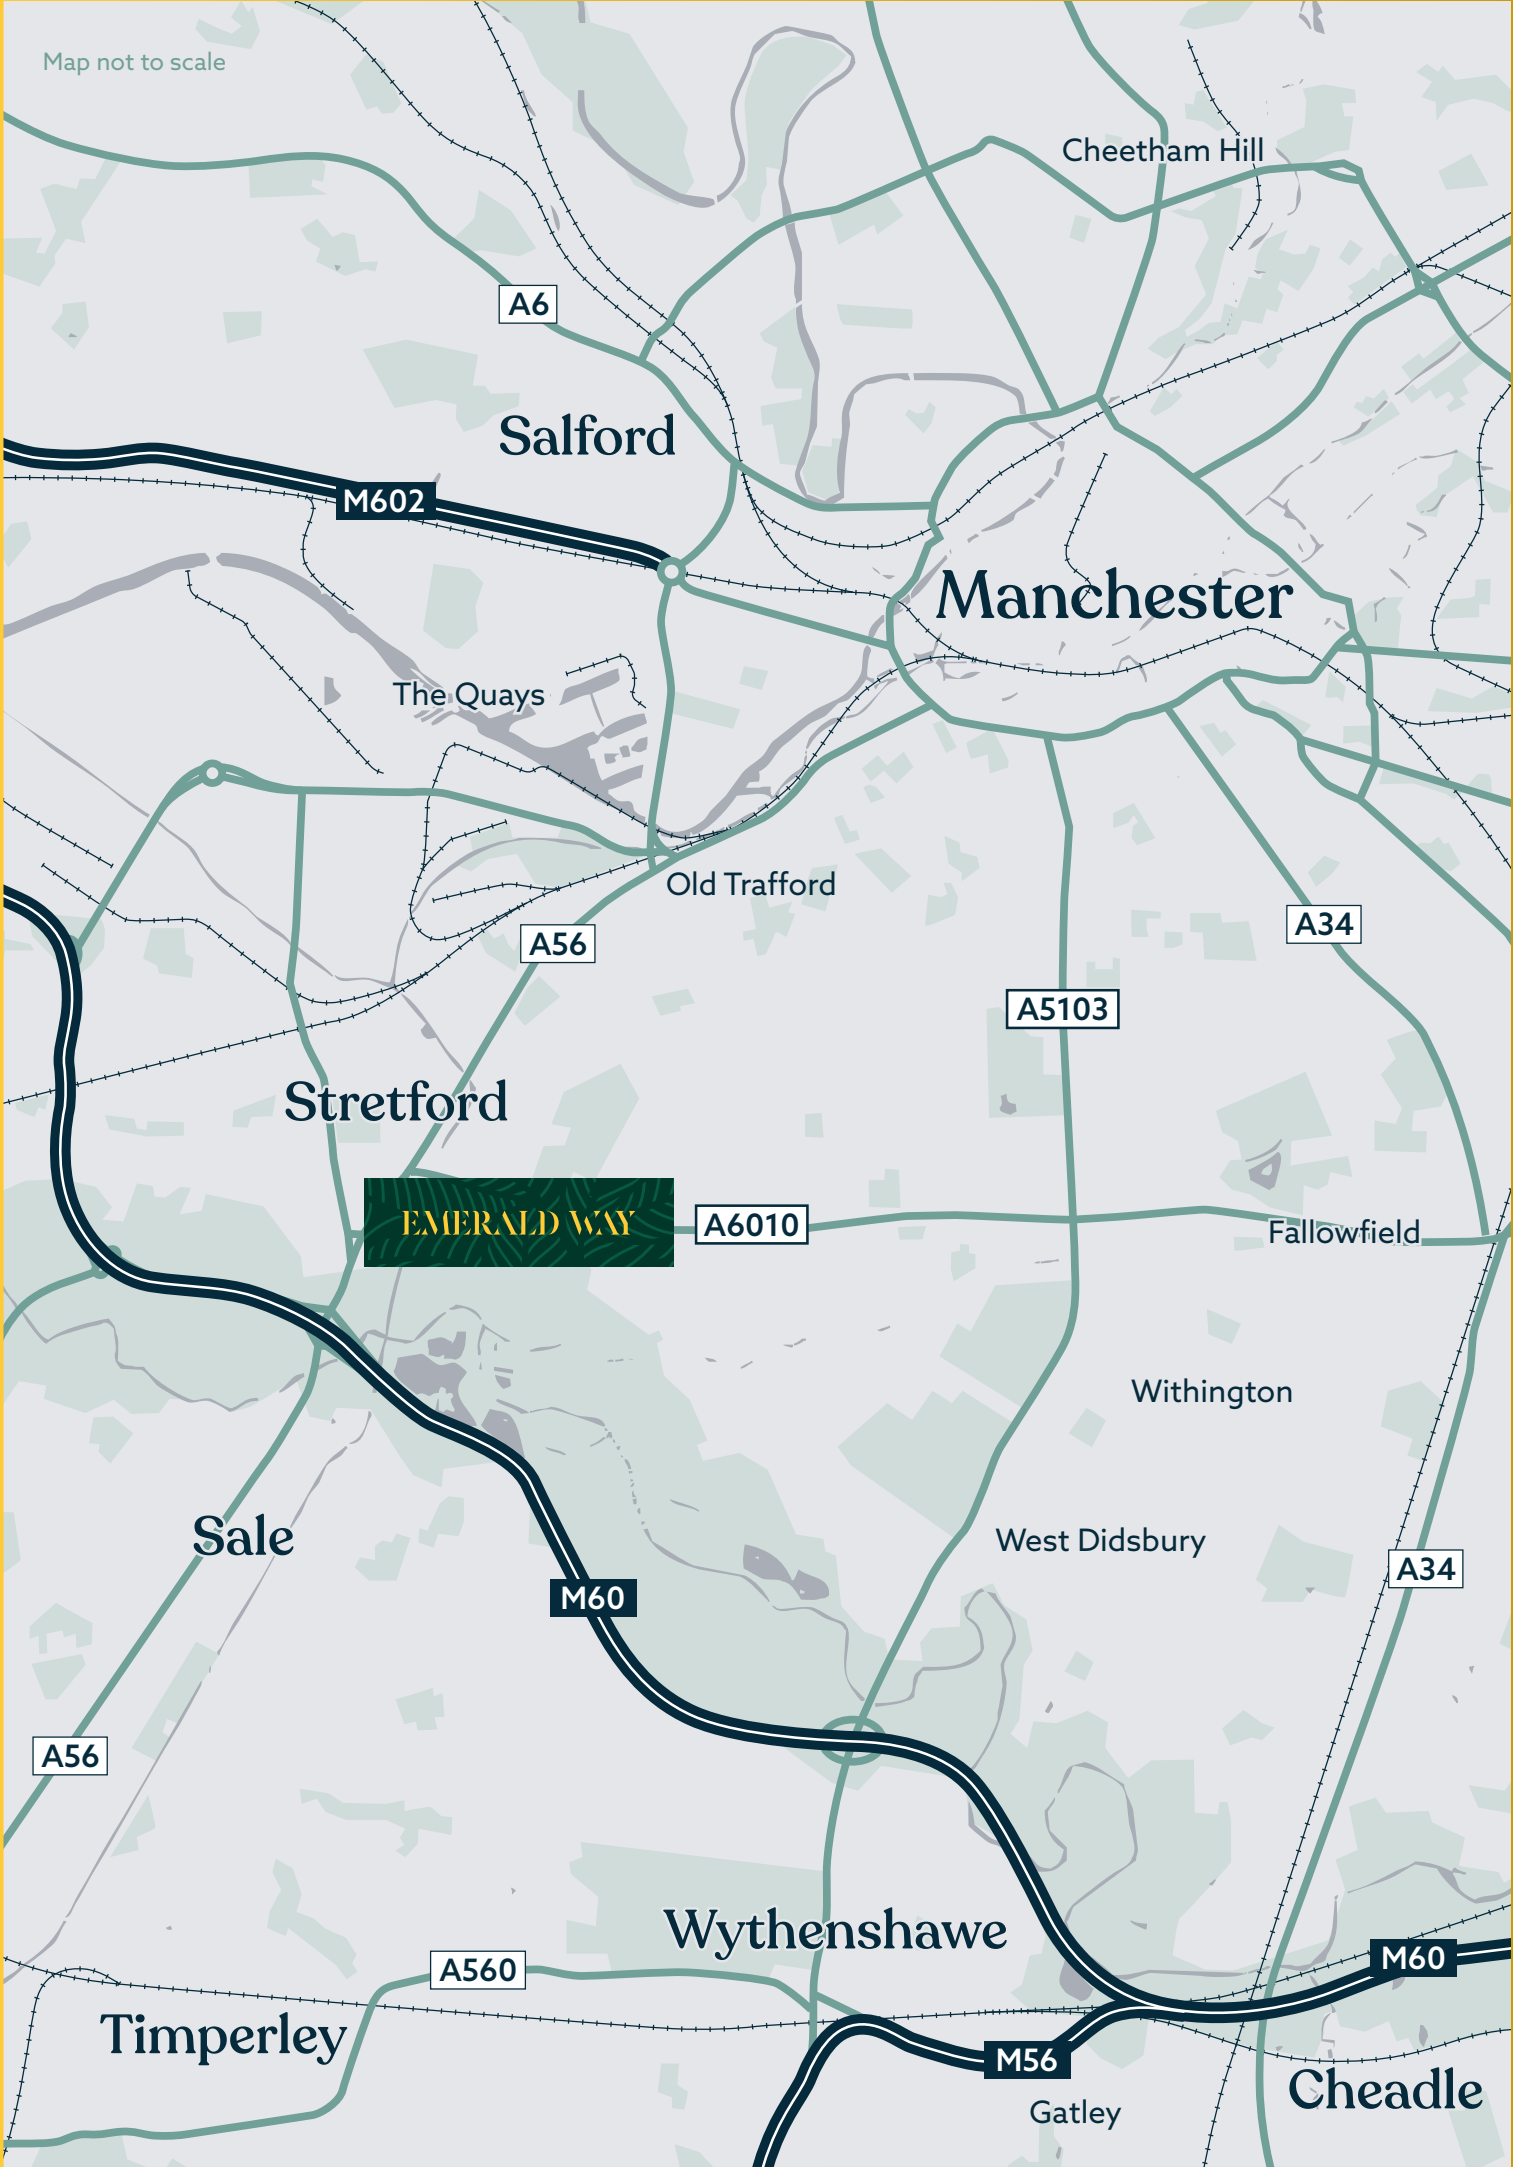 Map not to scale
Cheetham Hill
A6
Salford
M602
Manchester
The Quays
Old Trafford
A56
A34
A5103
Stretford
EMERALD WAY
A6010
Fallowfield
Withington
Sale
West Didsbury
A34
M60
A56
Wythenshawe
M60
A560
Timperley
M56
Cheadle
Gatley